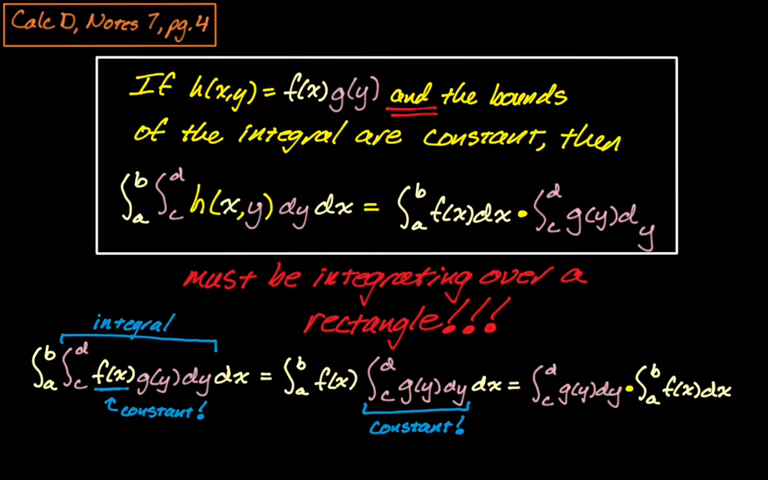 Calc D, Notes 7, pg. 4
If h(x,y) = f(x)g(y) and the bounds
of the integral are constant, then
∫_a^b ∫_c^d h(x,y) dy dx = ∫_a^b f(x)dx • ∫_c^d g(y)dy
must be integrating over a
rectangle!!!
integral
∫_a^b ∫_c^d f(x)g(y)dy dx = ∫_a^b f(x) ∫_c^d g(y)dy dx = ∫_c^d g(y)dy • ∫_a^b f(x)dx
↑constant!
constant!